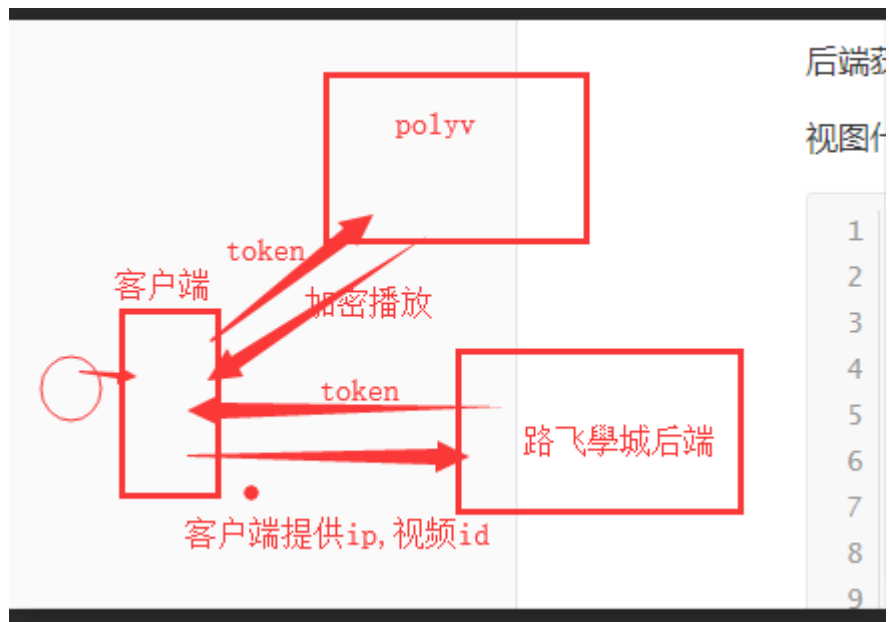 polyv
token
客户端
加密播放
token
路飞學城后端
客户端提供ip,视频id
后端
视图
1
2
3
4
5
6
7
8
9